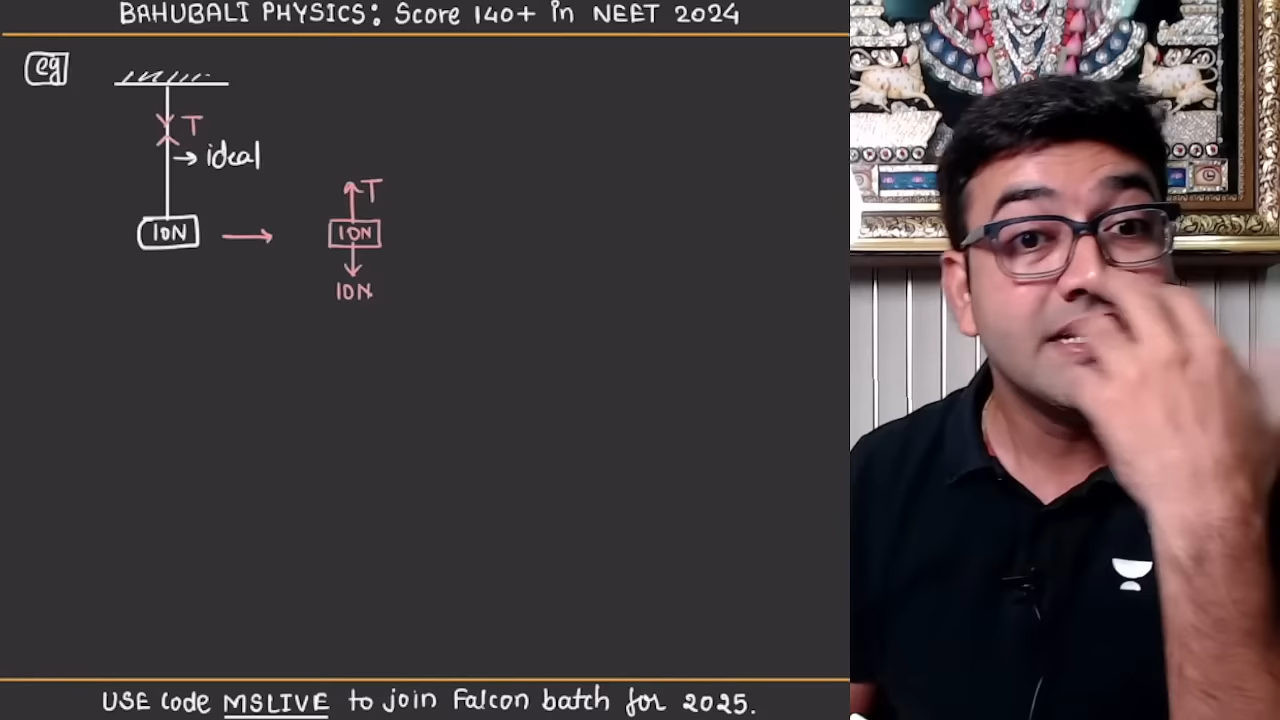 BAHUBALI PHYSICS: Score 140+ in NEET 2024
eg
T
→ ideal
T
10N
10N
10N
USE Code MSLIVE to join Falcon batch for 2025.